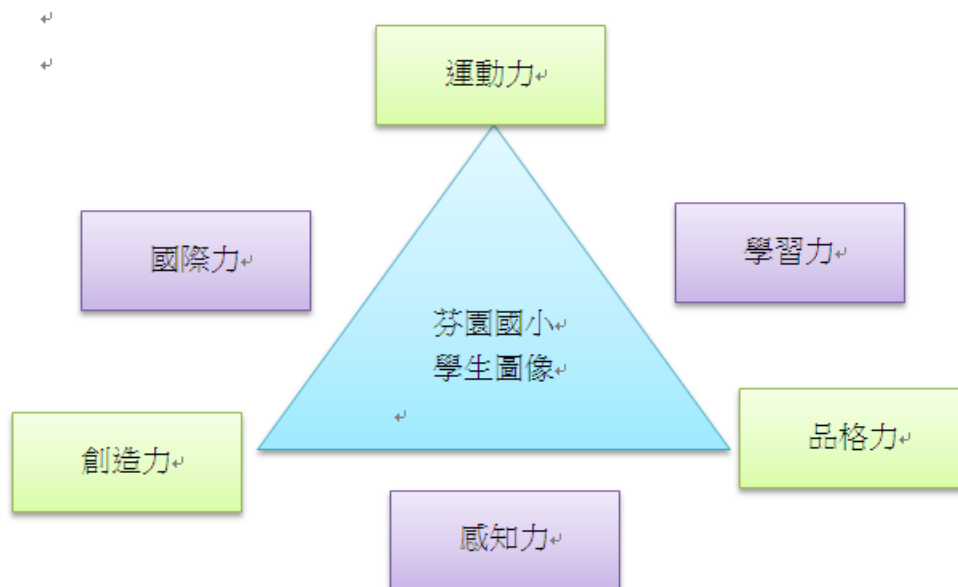 運動力
國際力
學習力
芬園國小
學生圖像
創造力
品格力
感知力